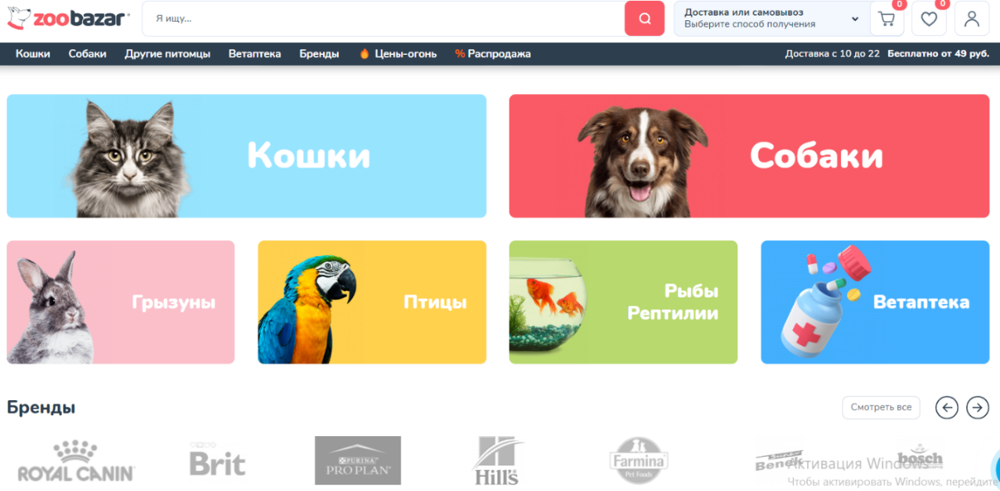 zoobazar
Я ищу...
Доставка или самовывоз
Выберите способ получения
0
0
Кошки Собаки Другие питомцы Ветаптека Бренды Цены-огонь % Распродажа Доставка с 10 до 22 Бесплатно от 49 руб.
Кошки
Собаки
Грызуны
Птицы
Рыбы
Рептилии
Ветаптека
Бренды
Смотреть все
ROYAL CANIN
Brit
PURINA
PRO PLAN
Hill's
Farmina
Pet Foods
Super
Benek
bosch
Активация Windows
Чтобы активировать Windows, перейдите